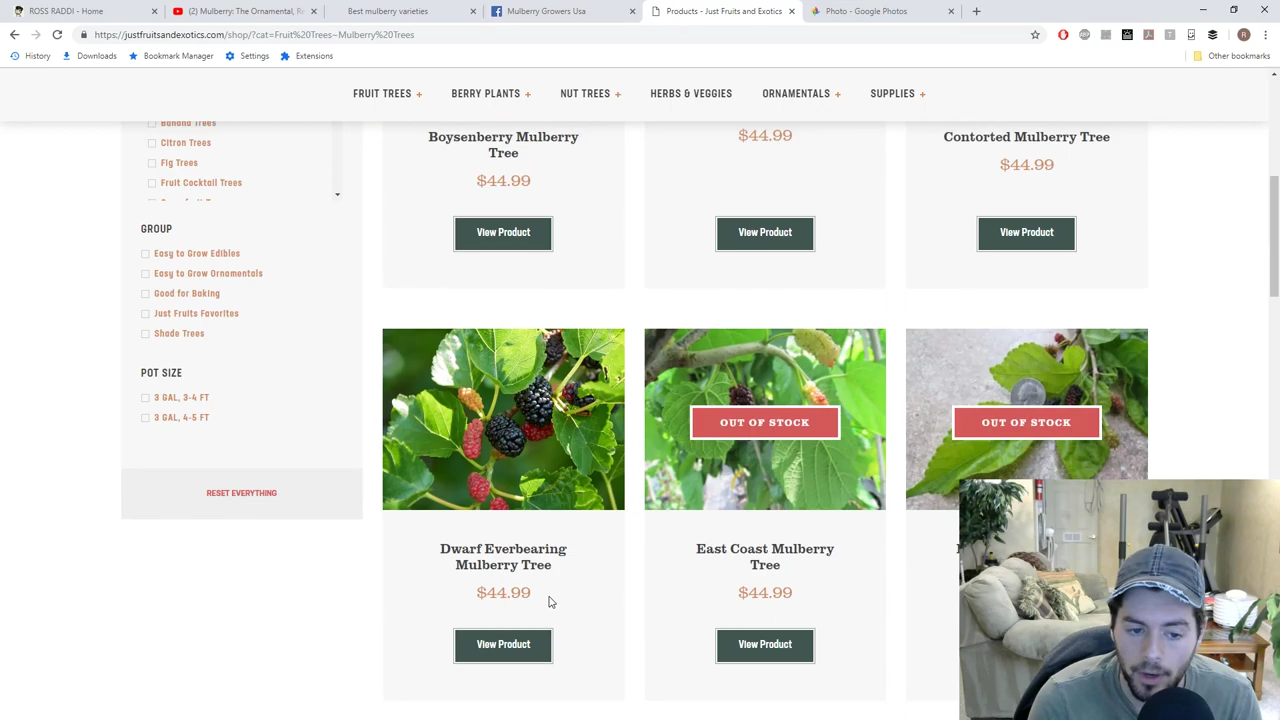 ROSS RADDI - Home
(2) Mulberry: The Ornamental, R
Best mulberry varieties
Mulberry Growers Usa
Products - Just Fruits and Exotics
Photo - Google Photos
https://justfruitsandexotics.com/shop/?cat=Fruit%20Trees~Mulberry%20Trees
History
Downloads
Bookmark Manager
Settings
Extensions
Other bookmarks
FRUIT TREES +
BERRY PLANTS +
NUT TREES +
HERBS & VEGGIES
ORNAMENTALS +
SUPPLIES +
Banana Trees
Citron Trees
Fig Trees
Fruit Cocktail Trees
GROUP
Easy to Grow Edibles
Easy to Grow Ornamentals
Good for Baking
Just Fruits Favorites
Shade Trees
POT SIZE
3 GAL, 3-4 FT
3 GAL, 4-5 FT
RESET EVERYTHING
Boysenberry Mulberry
Tree
$44.99
View Product
$44.99
View Product
Contorted Mulberry Tree
$44.99
View Product
Dwarf Everbearing
Mulberry Tree
$44.99
View Product
OUT OF STOCK
East Coast Mulberry
Tree
$44.99
View Product
OUT OF STOCK